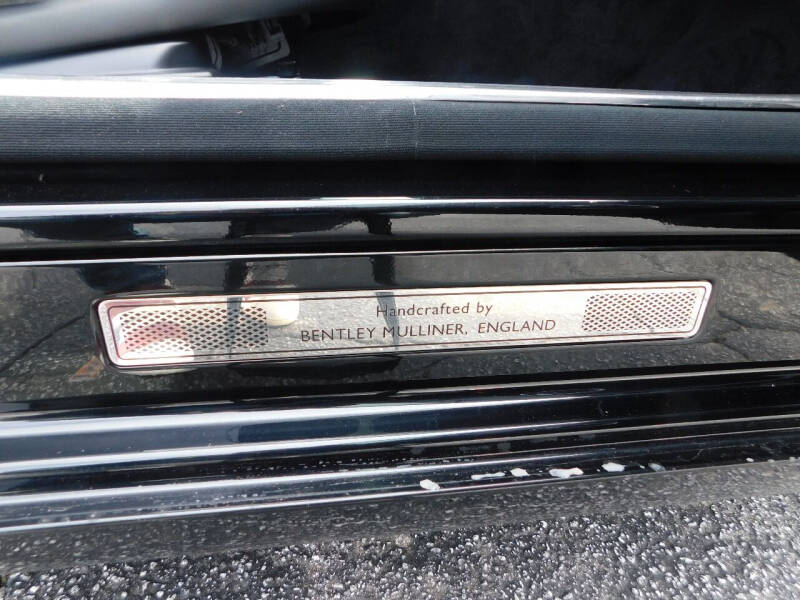 Handcrafted by
BENTLEY MULLINER, ENGLAND